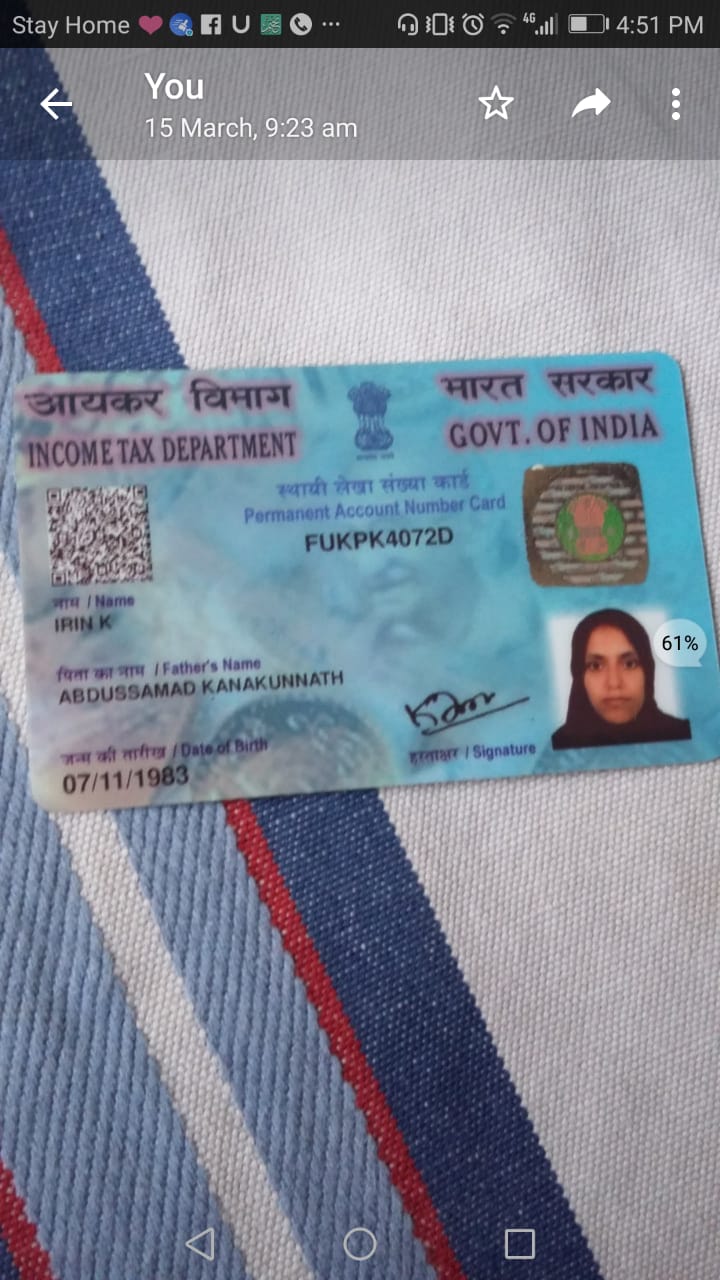 Stay Home 4G 4:51 PM
You
15 March, 9:23 am
आयकर विभाग
भारत सरकार
INCOME TAX DEPARTMENT
GOVT. OF INDIA
स्थायी लेखा संख्या कार्ड
Permanent Account Number Card
FUKPK4072D
नाम / Name
IRIN K
61%
पिता का नाम / Father's Name
ABDUSSAMAD KANAKUNNATH
जन्म की तारीख / Date of Birth
07/11/1983
हस्ताक्षर / Signature